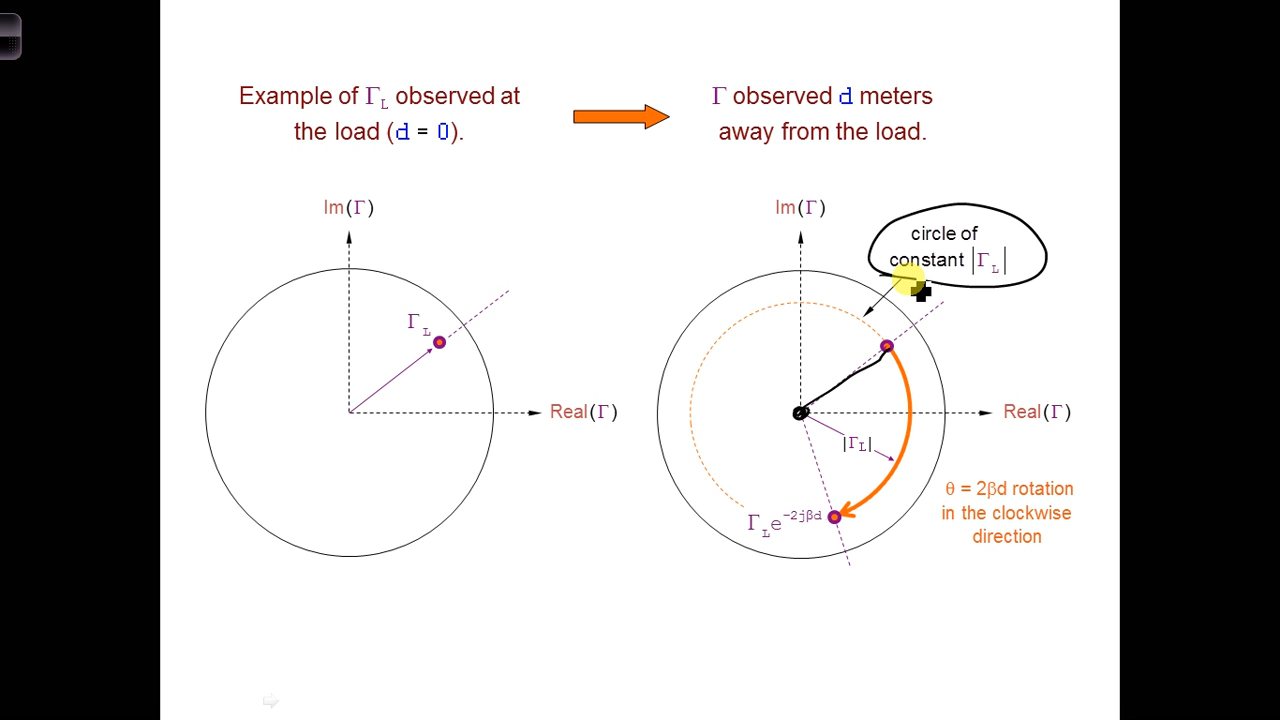 Example of Γ_L observed at
the load (d = 0).
Γ observed d meters
away from the load.
Im(Γ)
Γ_L
Real(Γ)
Im(Γ)
circle of
constant |Γ_L|
Real(Γ)
|Γ_L|
Γ_L e^{-2jβd}
θ = 2βd rotation
in the clockwise
direction